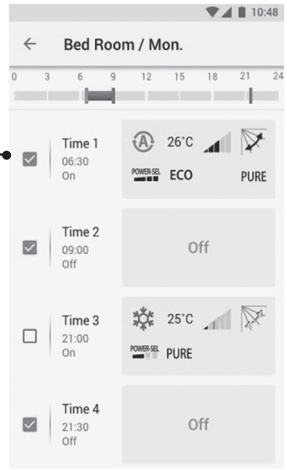 10:48
Bed Room / Mon.
0 3 6 9 12 15 18 21 24
Time 1
06:30
On
A 26°C
POWER-SEL ECO PURE
Time 2
09:00
Off
Off
Time 3
21:00
On
25°C
POWER-SEL PURE
Time 4
21:30
Off
Off